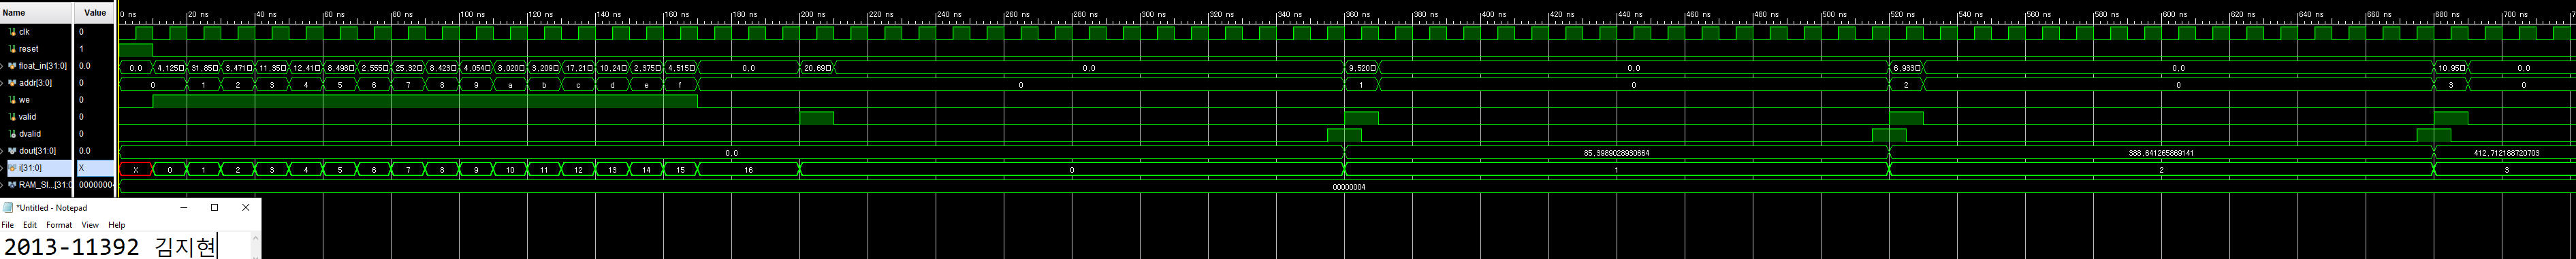 Name Value 0 ns 20 ns 40 ns 60 ns 80 ns 100 ns 120 ns 140 ns 160 ns 180 ns 200 ns 220 ns 240 ns 260 ns 280 ns 300 ns 320 ns 340 ns 360 ns 380 ns 400 ns 420 ns 440 ns 460 ns 480 ns 500 ns 520 ns 540 ns 560 ns 580 ns 600 ns 620 ns 640 ns 660 ns 680 ns 700 ns
clk 0
reset 1
float_in[31:0] 0.0 0.0 4.125 31.85 3.471 11.35 12.41 8.498 2.555 25.32 8.423 4.054 8.020 3.209 17.21 10.24 2.375 4.515 0.0 20.69 0.0 9.520 0.0 6.933 0.0 10.95 0.0
addr[3:0] 0 0 1 2 3 4 5 6 7 8 9 a b c d e f 0 1 0 2 0 3 0
we 0
valid 0
dvalid 0
dout[31:0] 0.0 0.0 85.3989028930664 388.641265869141 412.712188720703
i[31:0] X X 0 1 2 3 4 5 6 7 8 9 10 11 12 13 14 15 16 0 1 2 3
RAM_SI...[31:0 0000000 00000004
*Untitled - Notepad
File Edit Format View Help
2013-11392 김지현